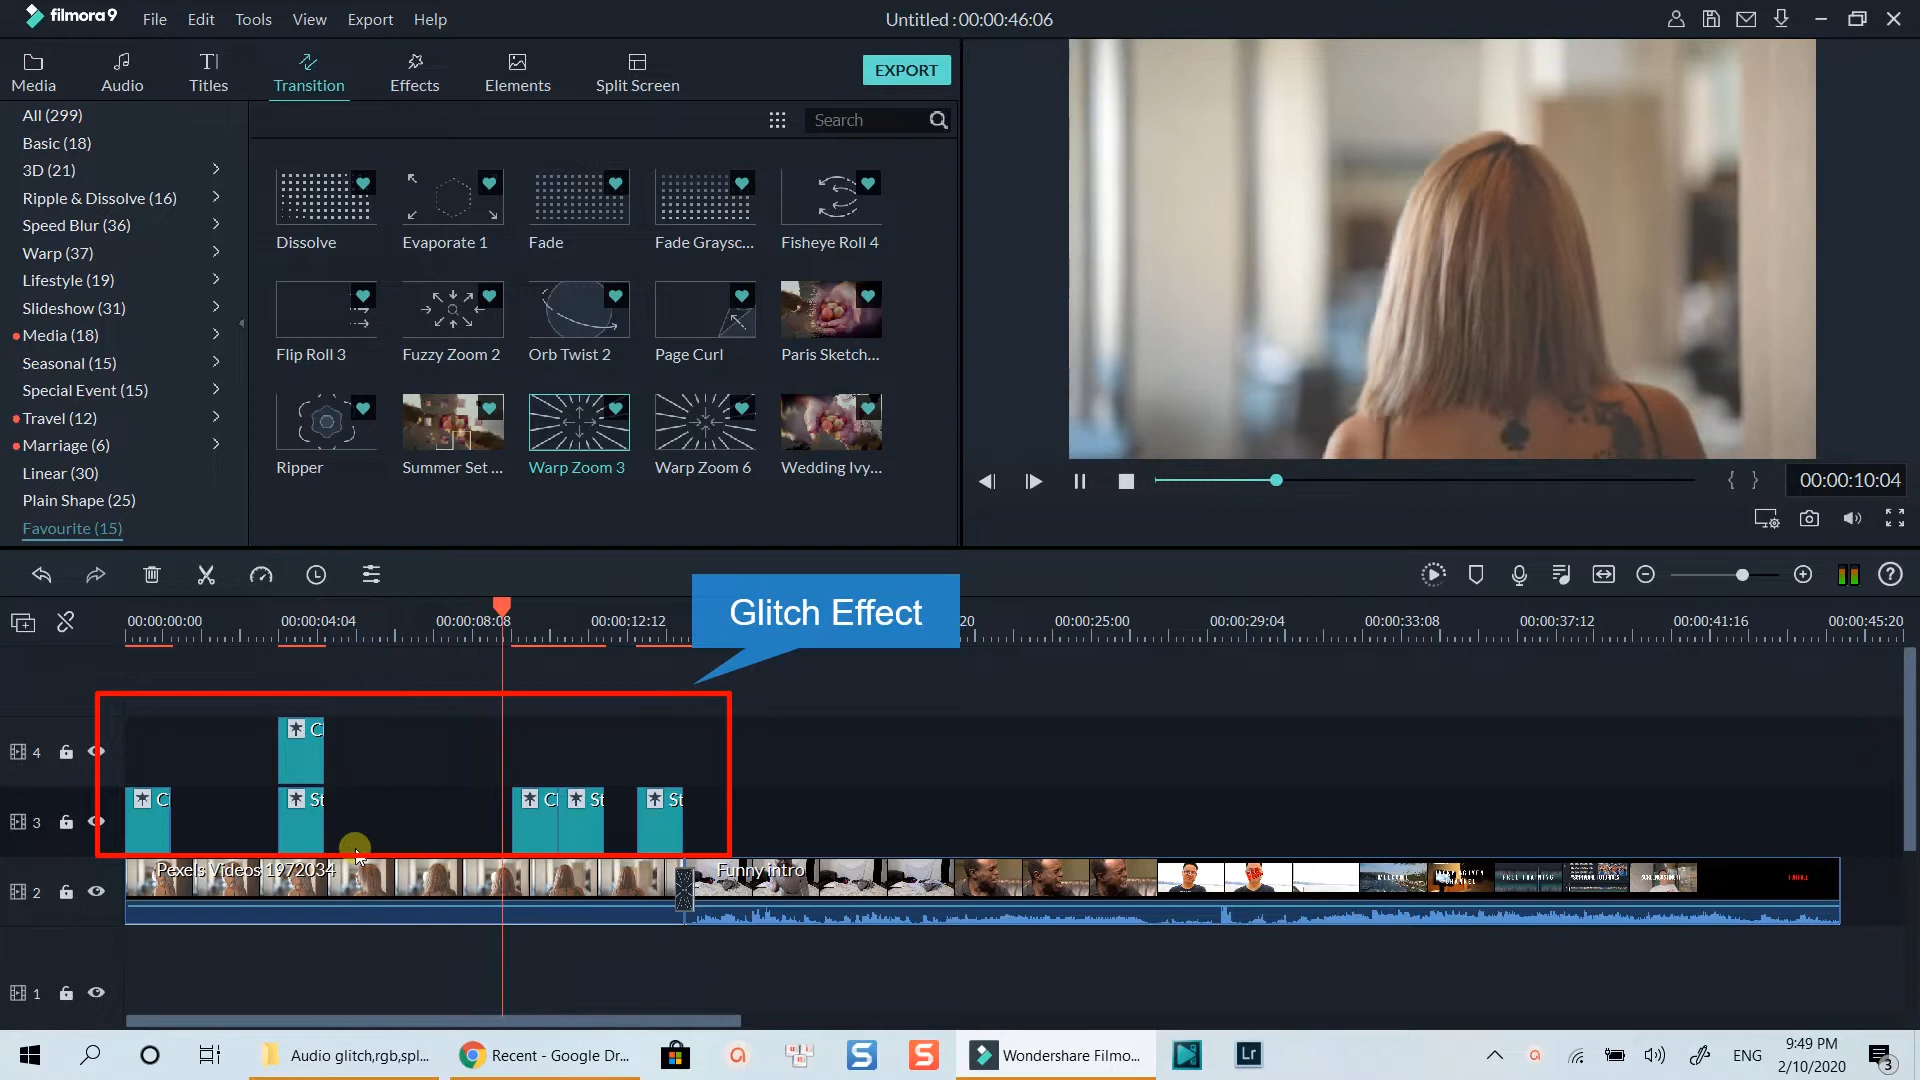 filmora9
File Edit Tools View Export Help
Untitled : 00:00:46:06
Media Audio Titles Transition Effects Elements Split Screen
EXPORT
All (299)
Basic (18)
3D (21)
Ripple & Dissolve (16)
Speed Blur (36)
Warp (37)
Lifestyle (19)
Slideshow (31)
Media (18)
Seasonal (15)
Special Event (15)
Travel (12)
Marriage (6)
Linear (30)
Plain Shape (25)
Favourite (15)
Search
Dissolve Evaporate 1 Fade Fade Graysc... Fisheye Roll 4
Flip Roll 3 Fuzzy Zoom 2 Orb Twist 2 Page Curl Paris Sketch...
Ripper Summer Set ... Warp Zoom 3 Warp Zoom 6 Wedding Ivy...
00:00:10:04
Glitch Effect
00:00:00:00 00:00:04:04 00:00:08:08 00:00:12:12 20 00:00:25:00 00:00:29:04 00:00:33:08 00:00:37:12 00:00:41:16 00:00:45:20
4
C
3
C St C St St
2
Pexels Videos 1972034 Funny intro
1
Audio glitch,rgb,spl...
Recent - Google Dr...
S
S
Wondershare Filmo...
Lr
ENG
9:49 PM
2/10/2020
3